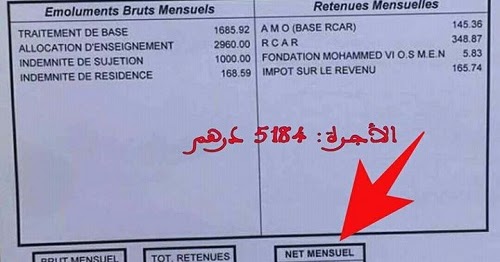 Emoluments Bruts Mensuels
TRAITEMENT DE BASE 1685.92
ALLOCATION D'ENSEIGNEMENT 2960.00
INDEMNITE DE SUJETION 1000.00
INDEMNITE DE RESIDENCE 168.59
Retenues Mensuelles
A M O (BASE RCAR) 145.36
R C A R 348.87
FONDATION MOHAMMED VI O.S.M.E.N 5.83
IMPOT SUR LE REVENU 165.74
الأجرة: 5184 درهم
BRUT MENSUEL TOT. RETENUES NET MENSUEL